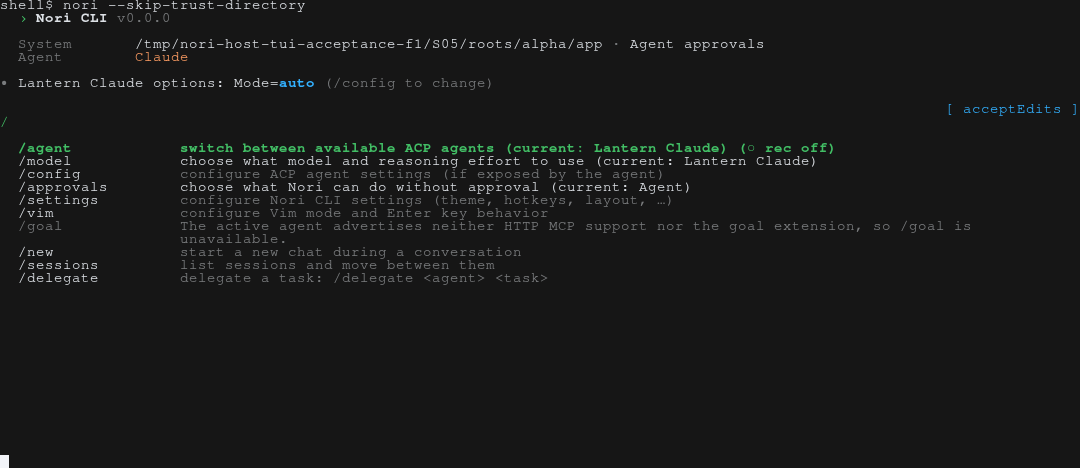 shell$ nori --skip-trust-directory
› Nori CLI v0.0.0
System /tmp/nori-host-tui-acceptance-f1/S05/roots/alpha/app · Agent approvals
Agent Claude
• Lantern Claude options: Mode=auto (/config to change)
[ acceptEdits ]
/
/agent switch between available ACP agents (current: Lantern Claude) (○ rec off)
/model choose what model and reasoning effort to use (current: Lantern Claude)
/config configure ACP agent settings (if exposed by the agent)
/approvals choose what Nori can do without approval (current: Agent)
/settings configure Nori CLI settings (theme, hotkeys, layout, …)
/vim configure Vim mode and Enter key behavior
/goal The active agent advertises neither HTTP MCP support nor the goal extension, so /goal is
unavailable.
/new start a new chat during a conversation
/sessions list sessions and move between them
/delegate delegate a task: /delegate <agent> <task>